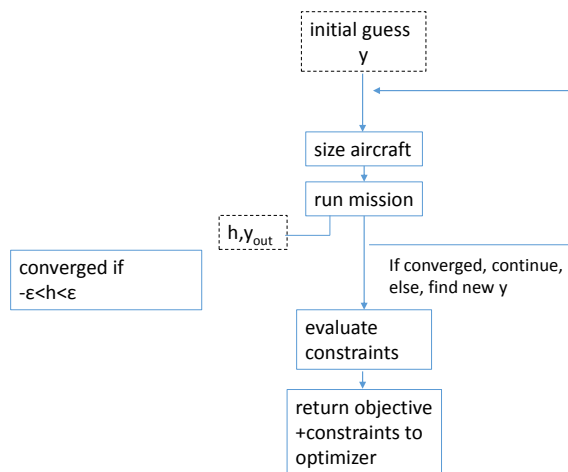 initial guess
y
size aircraft
run mission
h,yout
converged if
-ε<h<ε
If converged, continue,
else, find new y
evaluate
constraints
return objective
+constraints to
optimizer